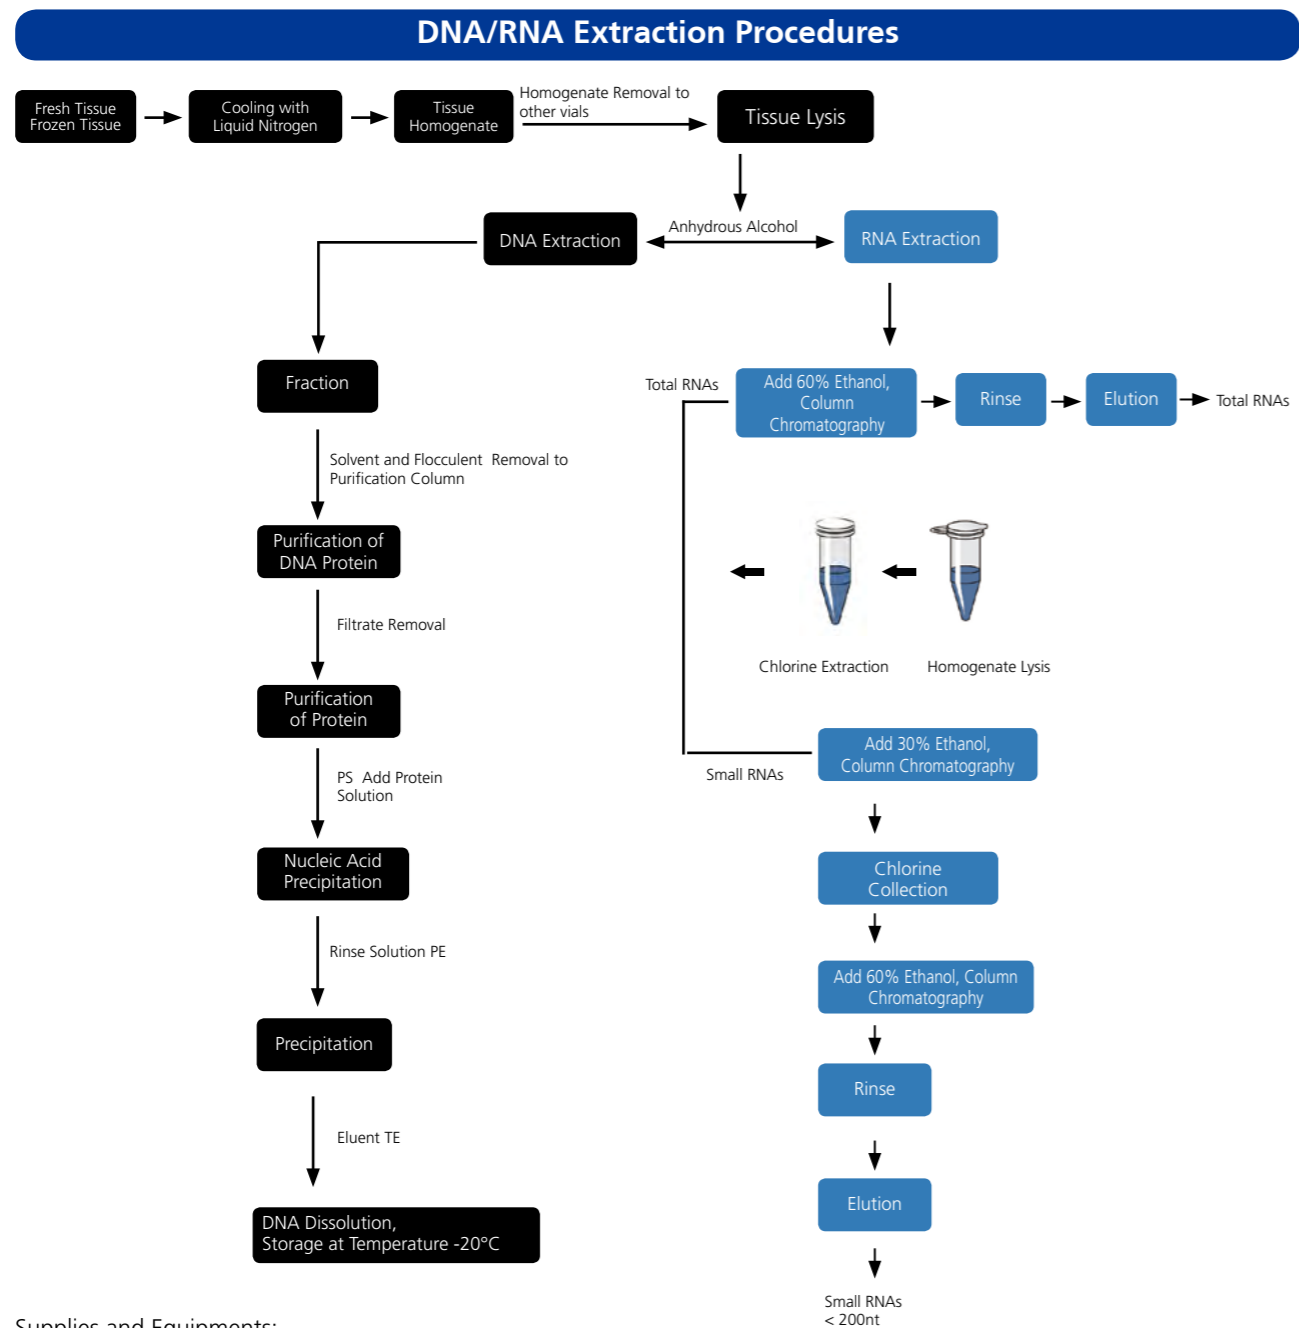 DNA/RNA Extraction Procedures
Fresh Tissue
Frozen Tissue
Cooling with
Liquid Nitrogen
Tissue
Homogenate
Homogenate Removal to
other vials
Tissue Lysis
DNA Extraction
Anhydrous Alcohol
RNA Extraction
Fraction
Solvent and Flocculent Removal to
Purification Column
Purification of
DNA Protein
Filtrate Removal
Purification
of Protein
PS Add Protein
Solution
Nucleic Acid
Precipitation
Rinse Solution PE
Precipitation
Eluent TE
DNA Dissolution,
Storage at Temperature -20°C
Total RNAs
Add 60% Ethanol,
Column
Chromatography
Rinse
Elution
Total RNAs
Chlorine Extraction
Homogenate Lysis
Small RNAs
Add 30% Ethanol,
Column Chromatography
Chlorine
Collection
Add 60% Ethanol, Column
Chromatography
Rinse
Elution
Small RNAs
< 200nt
Supplies and Equipments: